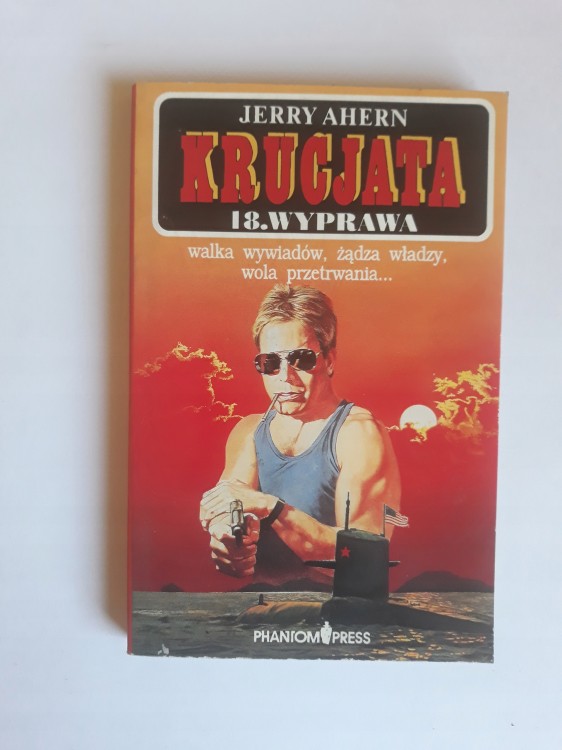 JERRY AHERN
KRUCJATA
18.WYPRAWA
walka wywiadów, żądza władzy,
wola przetrwania...
PHANTOM PRESS